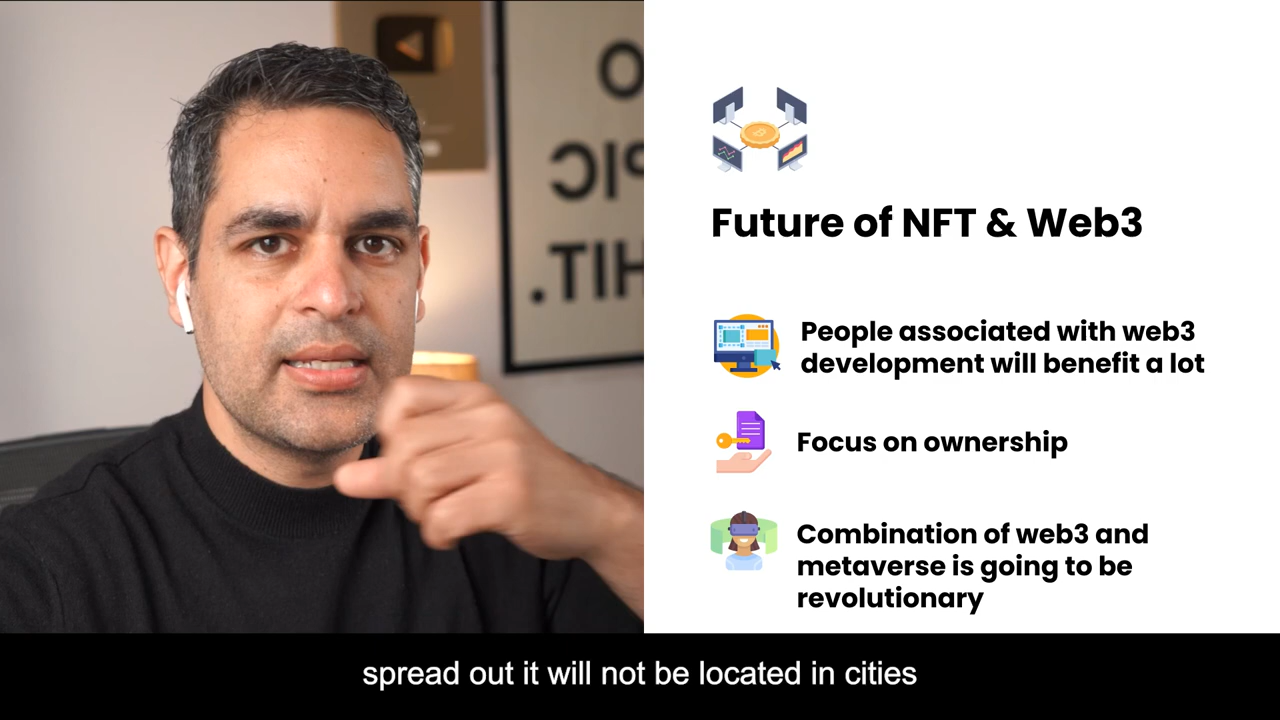 Future of NFT & Web3
People associated with web3
development will benefit a lot
Focus on ownership
Combination of web3 and
metaverse is going to be
revolutionary
spread out it will not be located in cities